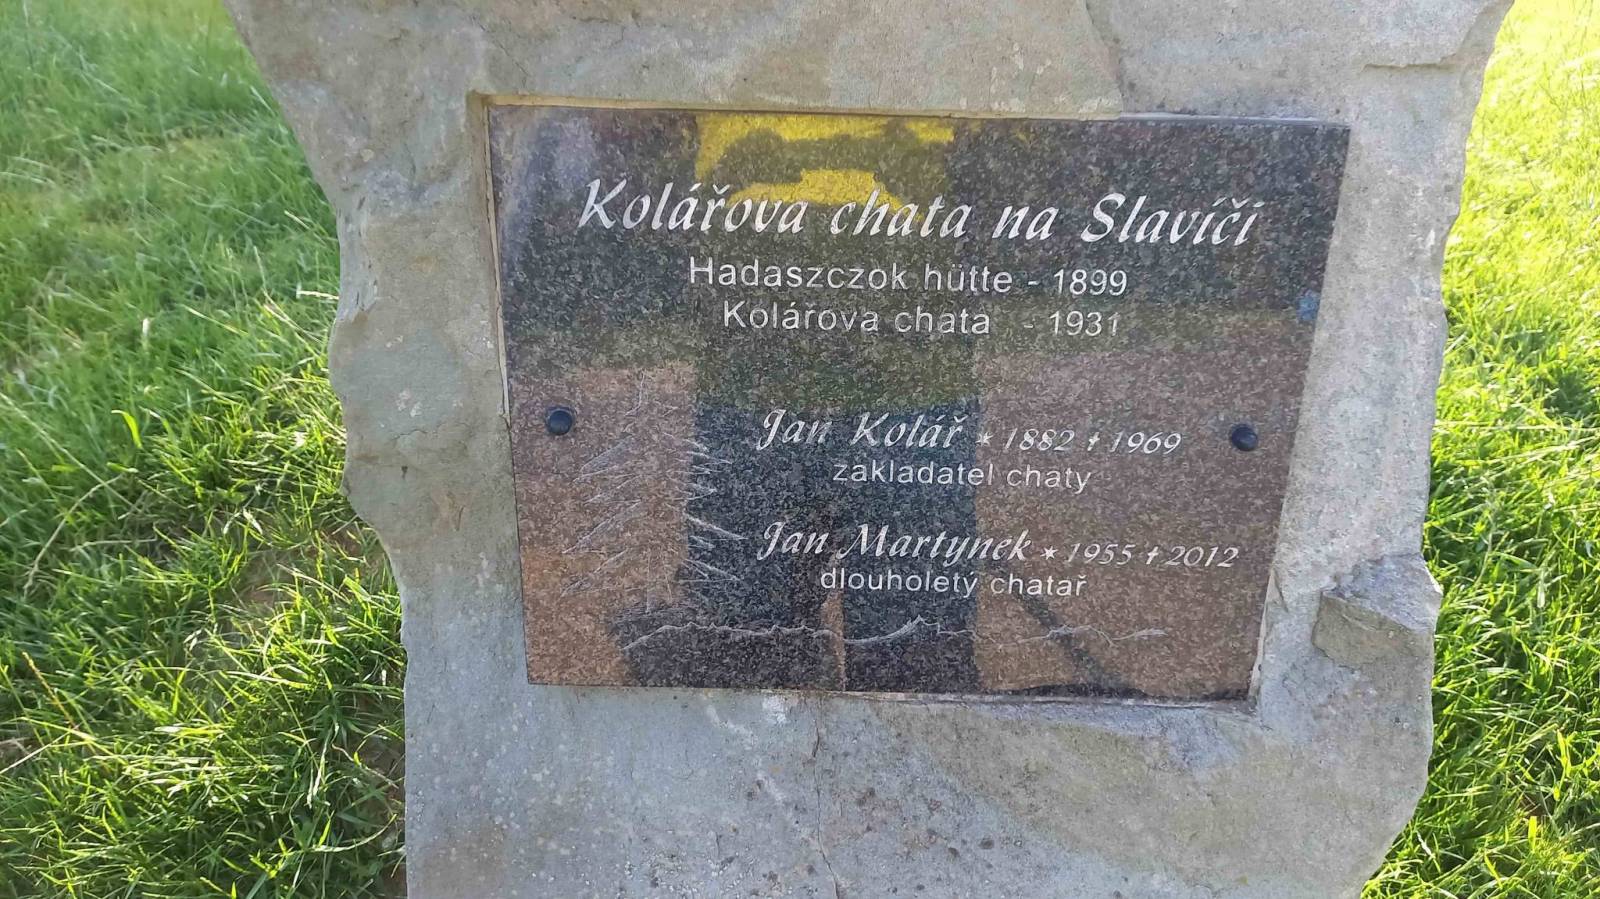 Kolářova chata na Slavíči
Hadaszczok hütte - 1899
Kolářova chata - 1931
Jan Kolář * 1882 † 1969
zakladatel chaty
Jan Martynek * 1955 † 2012
dlouholetý chatař